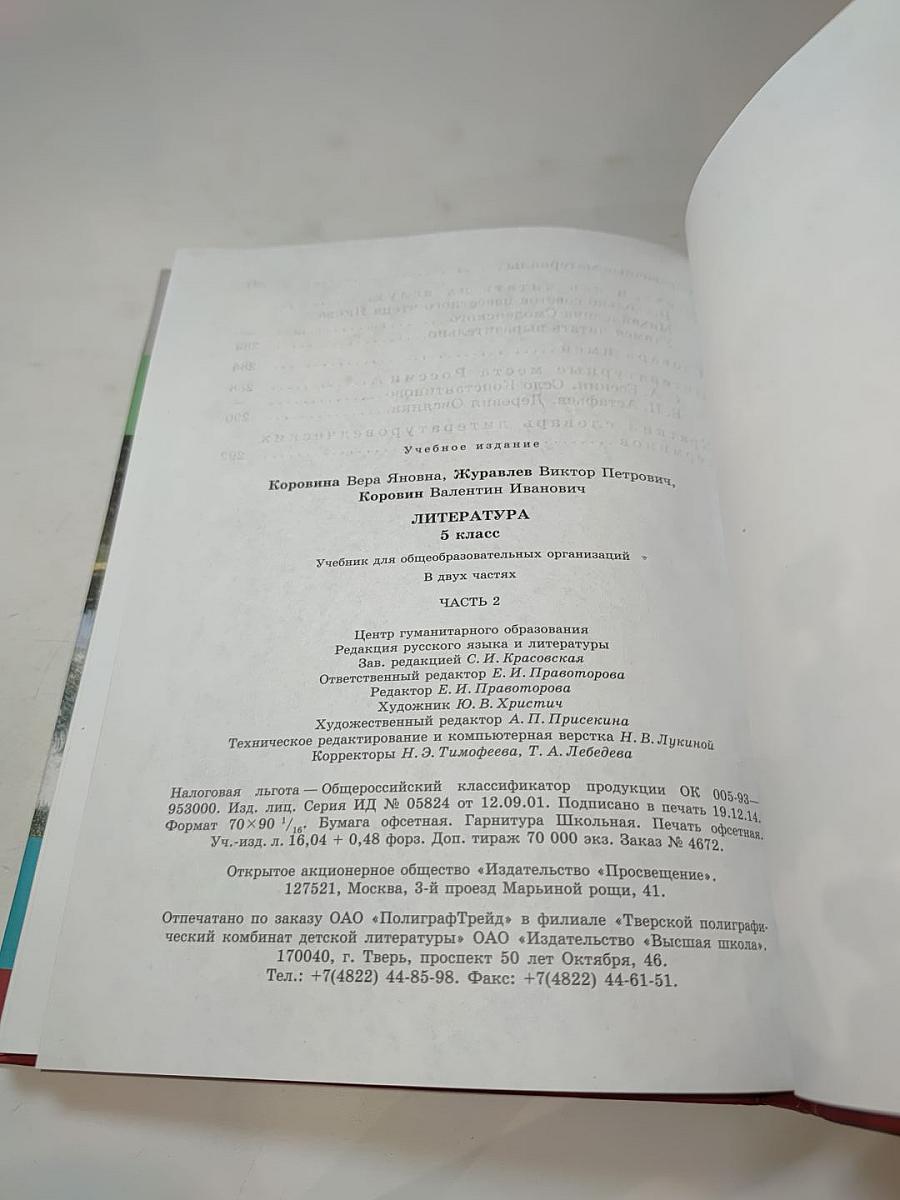 Учебное издание
Коровина Вера Яновна, Журавлев Виктор Петрович,
Коровин Валентин Иванович
ЛИТЕРАТУРА
5 класс
Учебник для общеобразовательных организаций
В двух частях
ЧАСТЬ 2
Центр гуманитарного образования
Редакция русского языка и литературы
Зав. редакцией С. И. Красовская
Ответственный редактор Е. И. Правоторова
Редактор Е. И. Правоторова
Художник Ю. В. Христич
Художественный редактор А. П. Присекина
Техническое редактирование и компьютерная верстка Н. В. Лукиной
Корректоры Н. Э. Тимофеева, Т. А. Лебедева
Налоговая льгота — Общероссийский классификатор продукции ОК 005-93—
953000. Изд. лиц. Серия ИД № 05824 от 12.09.01. Подписано в печать 19.12.14.
Формат 70×90 1/16. Бумага офсетная. Гарнитура Школьная. Печать офсетная.
Уч.-изд. л. 16,04 + 0,48 форз. Доп. тираж 70 000 экз. Заказ № 4672.
Открытое акционерное общество «Издательство «Просвещение».
127521, Москва, 3-й проезд Марьиной рощи, 41.
Отпечатано по заказу ОАО «ПолиграфТрейд» в филиале «Тверской полиграфи-
ческий комбинат детской литературы» ОАО «Издательство «Высшая школа».
170040, г. Тверь, проспект 50 лет Октября, 46.
Тел.: +7(4822) 44-85-98. Факс: +7(4822) 44-61-51.